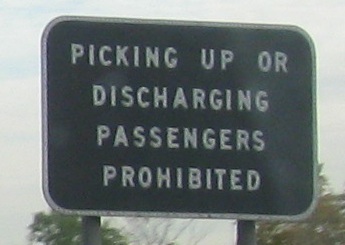 PICKING UP OR
DISCHARGING
PASSENGERS
PROHIBITED